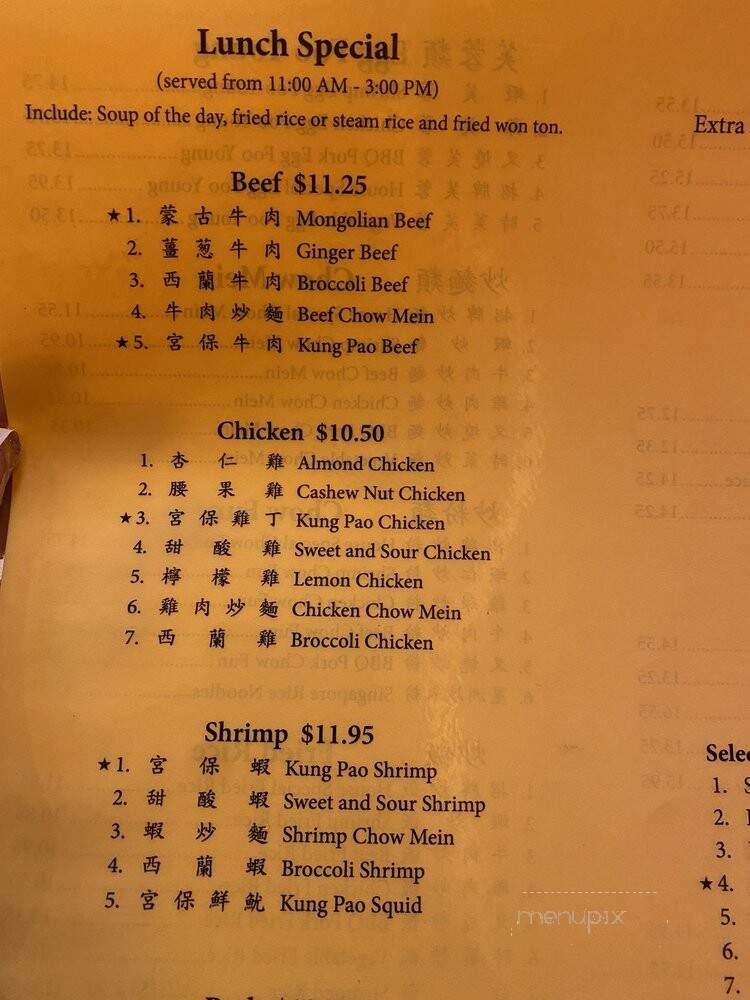 Lunch Special
(served from 11:00 AM - 3:00 PM)
Include: Soup of the day, fried rice or steam rice and fried won ton.
Extra
Beef $11.25
★1. 蒙古牛肉 Mongolian Beef
2. 薑葱牛肉 Ginger Beef
3. 西蘭牛肉 Broccoli Beef
4. 牛肉炒麵 Beef Chow Mein
★5. 宮保牛肉 Kung Pao Beef
Chicken $10.50
1. 杏仁雞 Almond Chicken
2. 腰果雞 Cashew Nut Chicken
★3. 宮保雞丁 Kung Pao Chicken
4. 甜酸雞 Sweet and Sour Chicken
5. 檸檬雞 Lemon Chicken
6. 雞肉炒麵 Chicken Chow Mein
7. 西蘭雞 Broccoli Chicken
Shrimp $11.95
★1. 宮保蝦 Kung Pao Shrimp
2. 甜酸蝦 Sweet and Sour Shrimp
3. 蝦炒麵 Shrimp Chow Mein
4. 西蘭蝦 Broccoli Shrimp
5. 宮保鮮魷 Kung Pao Squid
1. S
2.
3.
★4.
5.
6.
7.
menupix